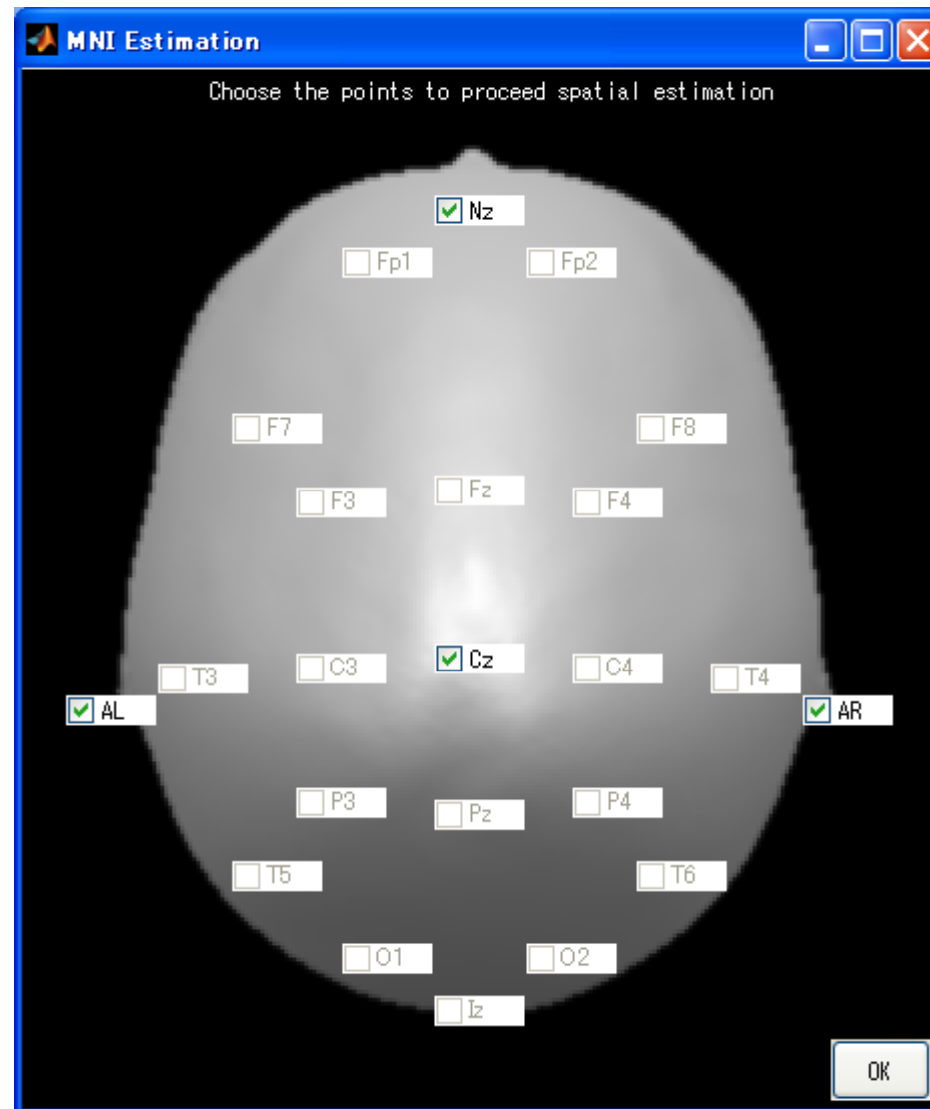 MNI Estimation
Choose the points to proceed spatial estimation
Nz
Fp1 Fp2
F7 F8
Fz
F3 F4
Cz
C3 C4
T3 T4
AL AR
P3 P4
Pz
T5 T6
O1 O2
Iz
OK